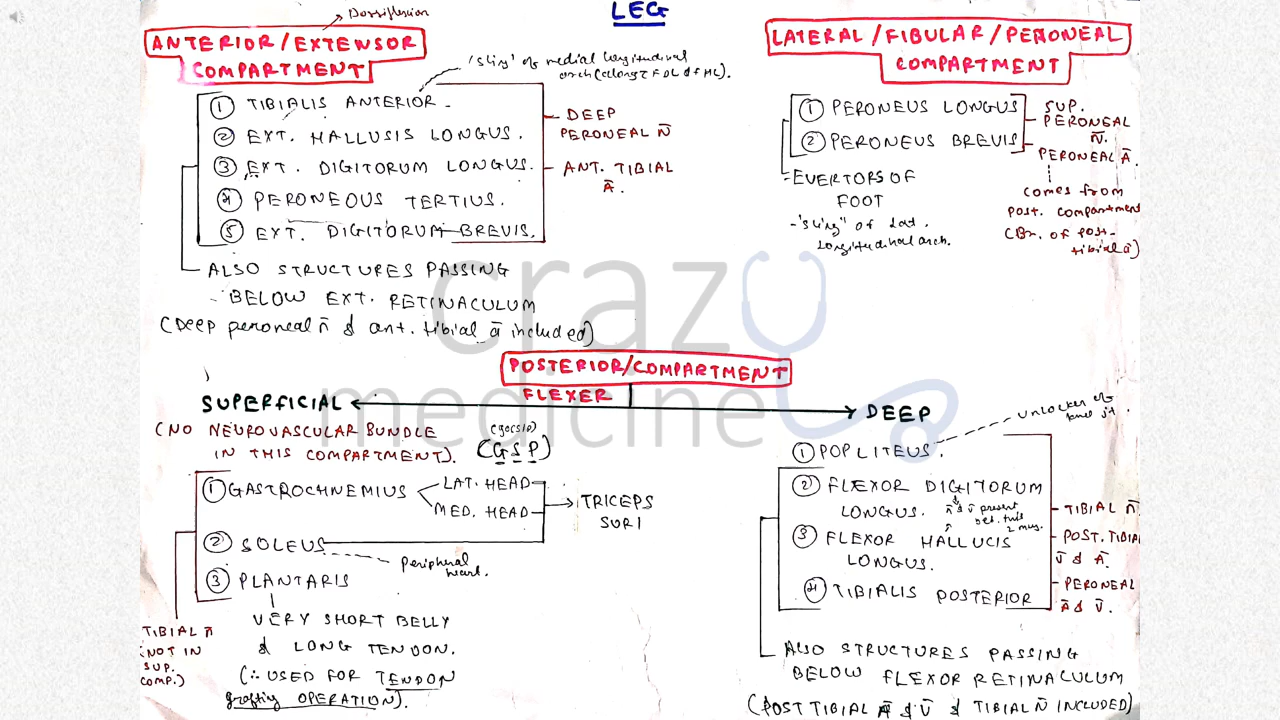 LEG
Dorsiflexion
ANTERIOR/EXTENSOR
COMPARTMENT
'Sling' of medial longitudinal
arch (along c̄ FDL & FHL).
① TIBIALIS ANTERIOR
② EXT. HALLUSIS LONGUS.
③ EXT. DIGITORUM LONGUS.
④ PERONEOUS TERTIUS.
⑤ EXT. DIGITORUM BREVIS.
DEEP
PERONEAL N̄
ANT. TIBIAL
Ā.
ALSO STRUCTURES PASSING
BELOW EXT. RETINACULUM
(Deep peroneal n̄ & ant. tibial ā included)
LATERAL/FIBULAR/PERONEAL
COMPARTMENT
① PERONEUS LONGUS
② PERONEUS BREVIS
SUP.
PERONEAL
N̄.
PERONEAL Ā.
comes from
post. compartment
(Br. of post-
tibial ā)
EVERTORS OF
FOOT
- 'sling" of lat.
longitudinal arch.
crazy
medicine
POSTERIOR/COMPARTMENT
FLEXER
SUPERFICIAL
(NO NEUROVASCULAR BUNDLE
IN THIS COMPARTMENT).
(gocsip)
(GSP)
① GASTROCHNEMIUS
LAT. HEAD
MED. HEAD
TRICEPS
SURI
② SOLEUS
Peripheral
heart.
③ PLANTARIS
VERY SHORT BELLY
& LONG TENDON.
(∴ USED FOR TENDON
grafting OPERATION).
TIBIAL n̄
(NOT IN
SUP.
COMP.)
DEEP
unlocker of
knee jt.
① POPLITEUS.
② FLEXOR DIGITORUM
LONGUS.
n̄ & v̄ present
bet. this
2 mus.
③ FLEXOR HALLUCIS
LONGUS.
④ TIBIALIS POSTERIOR
TIBIAL n̄
POST. TIBIA
V̄ & Ā.
PERONEAL
Ā & V̄.
ALSO STRUCTURES PASSING
BELOW FLEXOR RETINACULUM
(POST TIBIAL Ā & V̄ & TIBIAL N̄ INCLUDED)